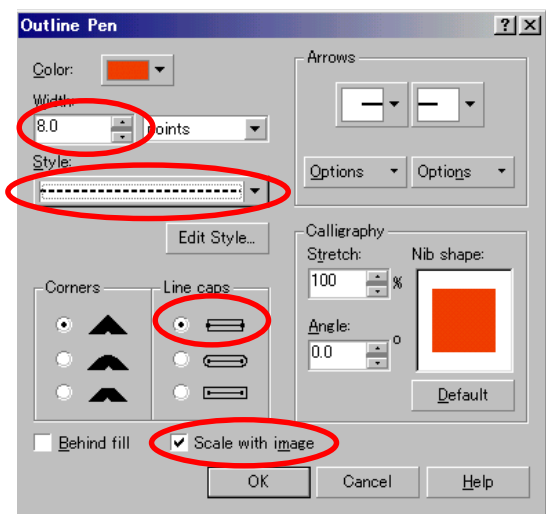 Outline Pen
Color:
Width:
8.0 points
Style:
Edit Style...
Arrows
Options Options
Corners
Line caps
Calligraphy
Stretch: Nib shape:
100 %
Angle:
0.0 °
Default
Behind fill Scale with image
OK Cancel Help